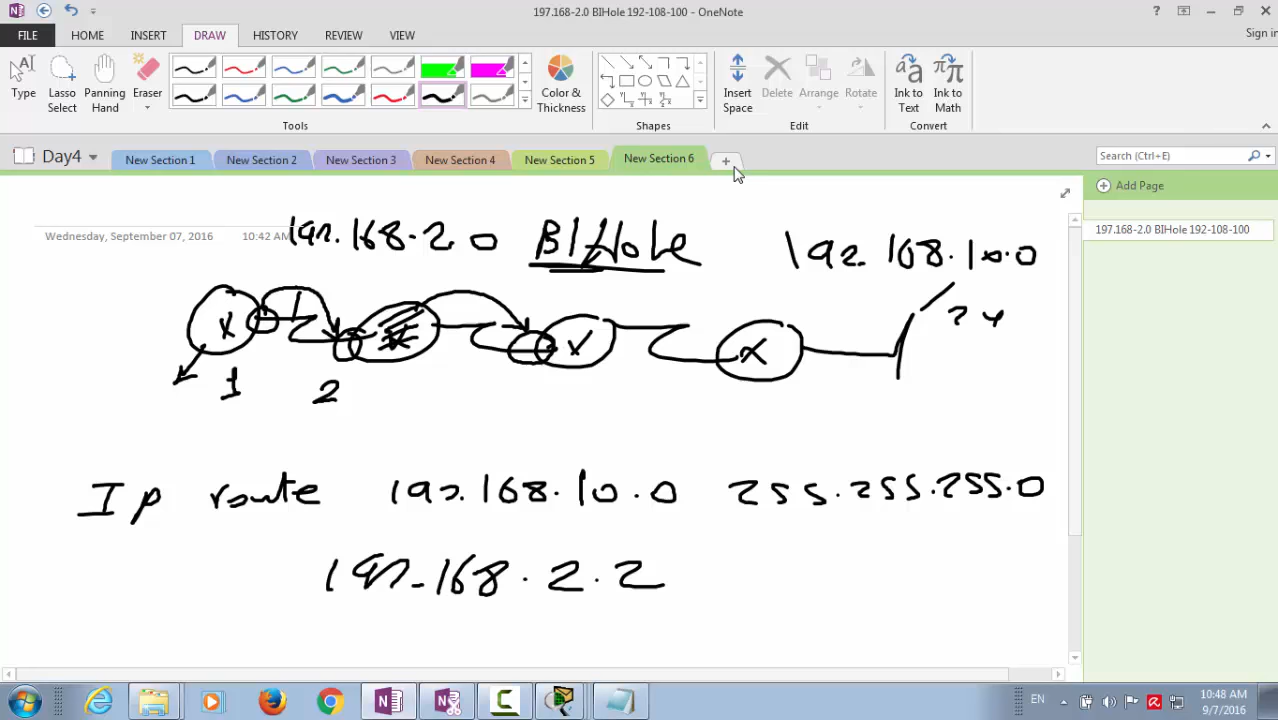 197.168-2.0 BIHole 192-108-100 - OneNote
FILE HOME INSERT DRAW HISTORY REVIEW VIEW Sign in
Type Lasso Select Panning Hand Eraser Color & Thickness Insert Space Delete Arrange Rotate Ink to Text Ink to Math
Tools Shapes Edit Convert
Day4 New Section 1 New Section 2 New Section 3 New Section 4 New Section 5 New Section 6 + Search (Ctrl+E)
Add Page
197.168-2.0 BIHole 192-108-100
Wednesday, September 07, 2016 10:42 AM
192.168.2 0 BlHole 192.168.10.0
24
1 2
Ip route 192.168.10.0 255.255.255.0
192.168.2.2
EN 10:48 AM
9/7/2016